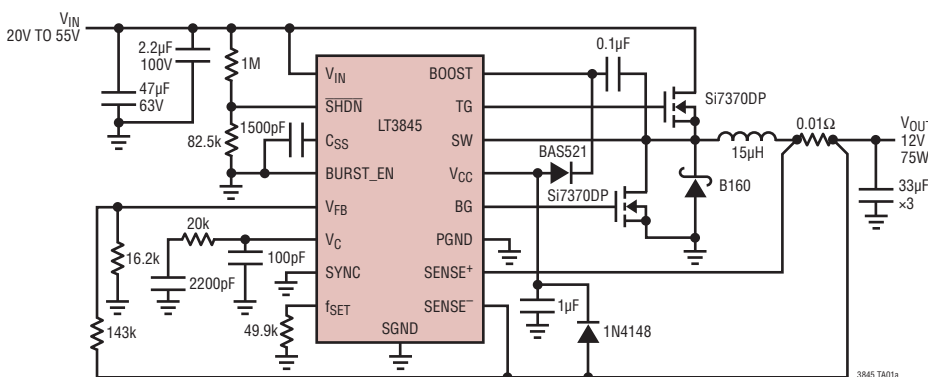 VIN
20V TO 55V
2.2µF
100V
47µF
63V
1M
82.5k
1500pF
VIN
SHDN
CSS
BURST_EN
VFB
VC
SYNC
fSET
LT3845
SGND
BOOST
TG
SW
VCC
BG
PGND
SENSE+
SENSE−
0.1µF
Si7370DP
BAS521
Si7370DP
15µH
B160
0.01Ω
VOUT
12V
75W
33µF
×3
20k
16.2k
2200pF
100pF
143k
49.9k
1µF
1N4148
3845 TA01a